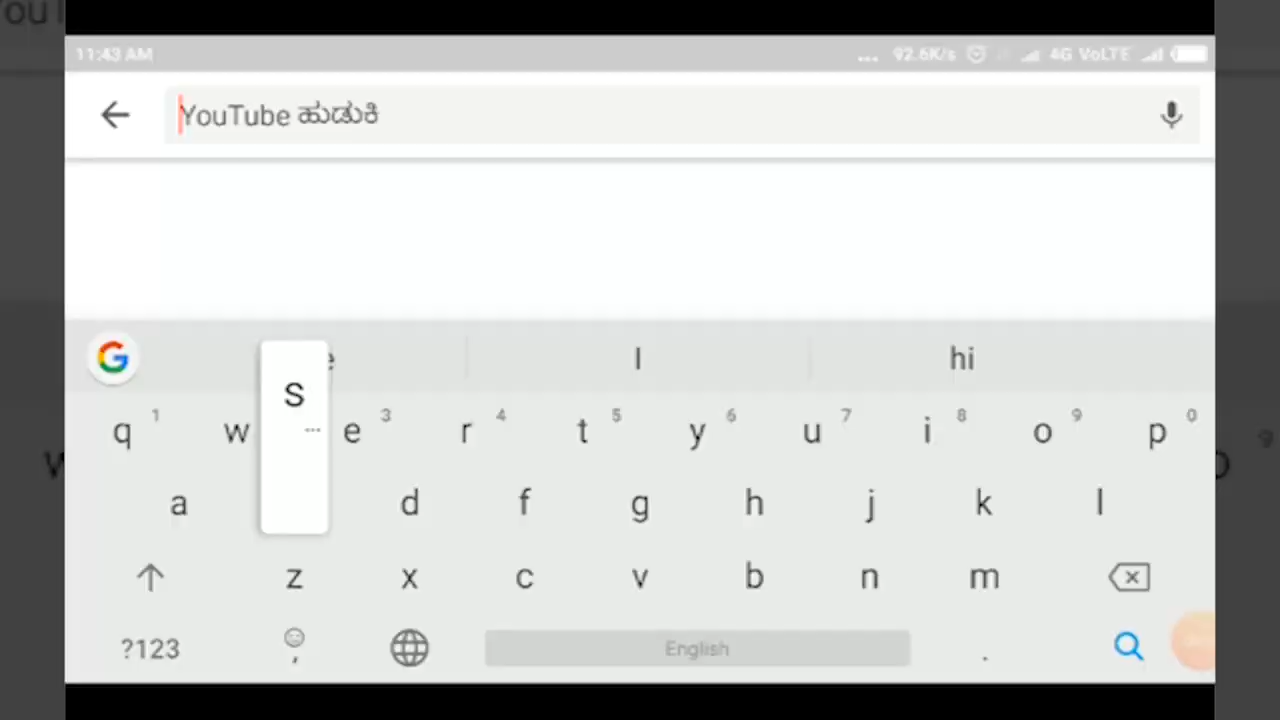 11:43 AM ... 92.6K/s 4G VoLTE
YouTube ಹುಡುಕಿ
I hi
S
q 1 w e 3 r 4 t 5 y 6 u 7 i 8 o 9 p 0
a d f g h j k l
z x c v b n m
?123 , English .